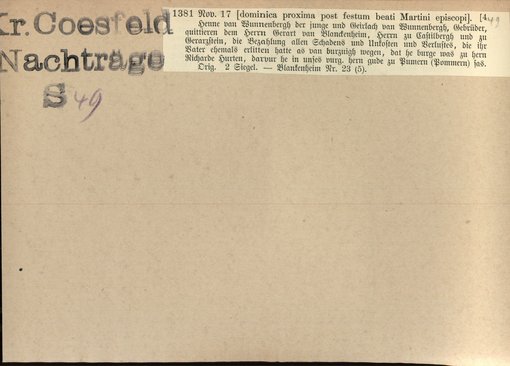 Kr. Coesfeld
Nachträge
S 49
1381 Nov. 17 [dominica proxima post festum beati Martini episcopi]. [49
Henne van Wunnenbergh der junge und Geirlach van Wunnenbergh, Gebrüder,
quittieren dem Herrn Gerart van Blanckenheim, Herrn zu Castilbergh und zu
Gerartzstein, die Bezahlung allen Schadens und Unkosten und Verlustes, die ihr
Vater ehemals erlitten hatte as van burzuigh wegen, dat he burge was zu hern
Richarde Hurten, darvur he in unses vurg. hern gude zu Pumern (Pommern) sas.
Orig. 2 Siegel. — Blankenheim Nr. 23 (5).